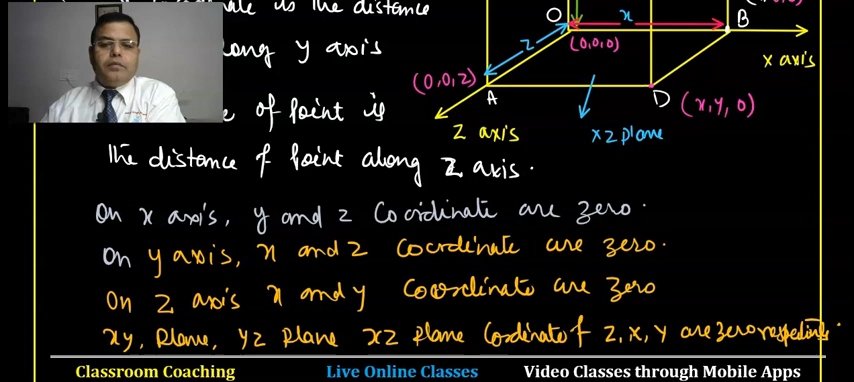 is the distance
y axis
O
x
B
z
(0,0,0)
x axis
(0,0,z)
A
D
(x,y,0)
of point is
z axis
xz plane
The distance of point along z axis.
On x axis, y and z coordinate are zero.
On y axis, x and z coordinate are zero.
On z axis x and y coordinate are zero
xy, plane, yz plane xz plane Cordinate of z, x, y are zero
Classroom Coaching Live Online Classes Video Classes through Mobile Apps